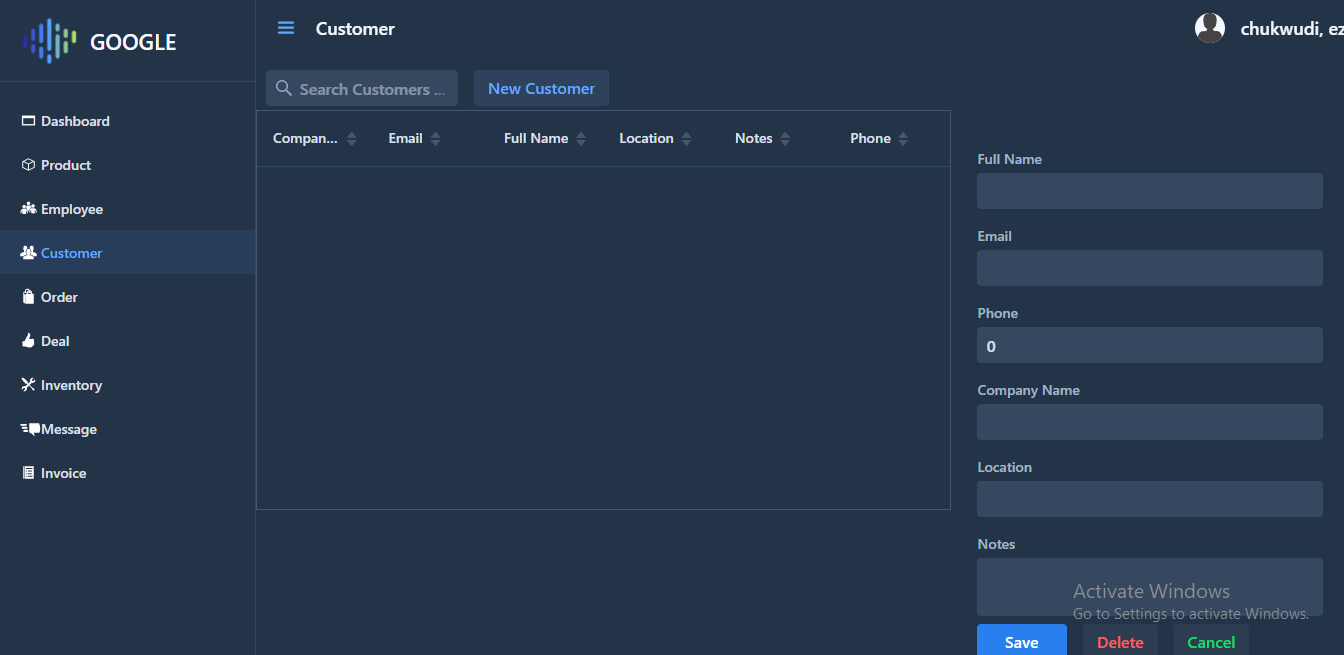 GOOGLE
Customer
chukwudi, ez
Search Customers ...
New Customer
Dashboard
Product
Employee
Customer
Order
Deal
Inventory
Message
Invoice
Compan...
Email
Full Name
Location
Notes
Phone
Full Name
Email
Phone
0
Company Name
Location
Notes
Activate Windows
Go to Settings to activate Windows.
Save
Delete
Cancel